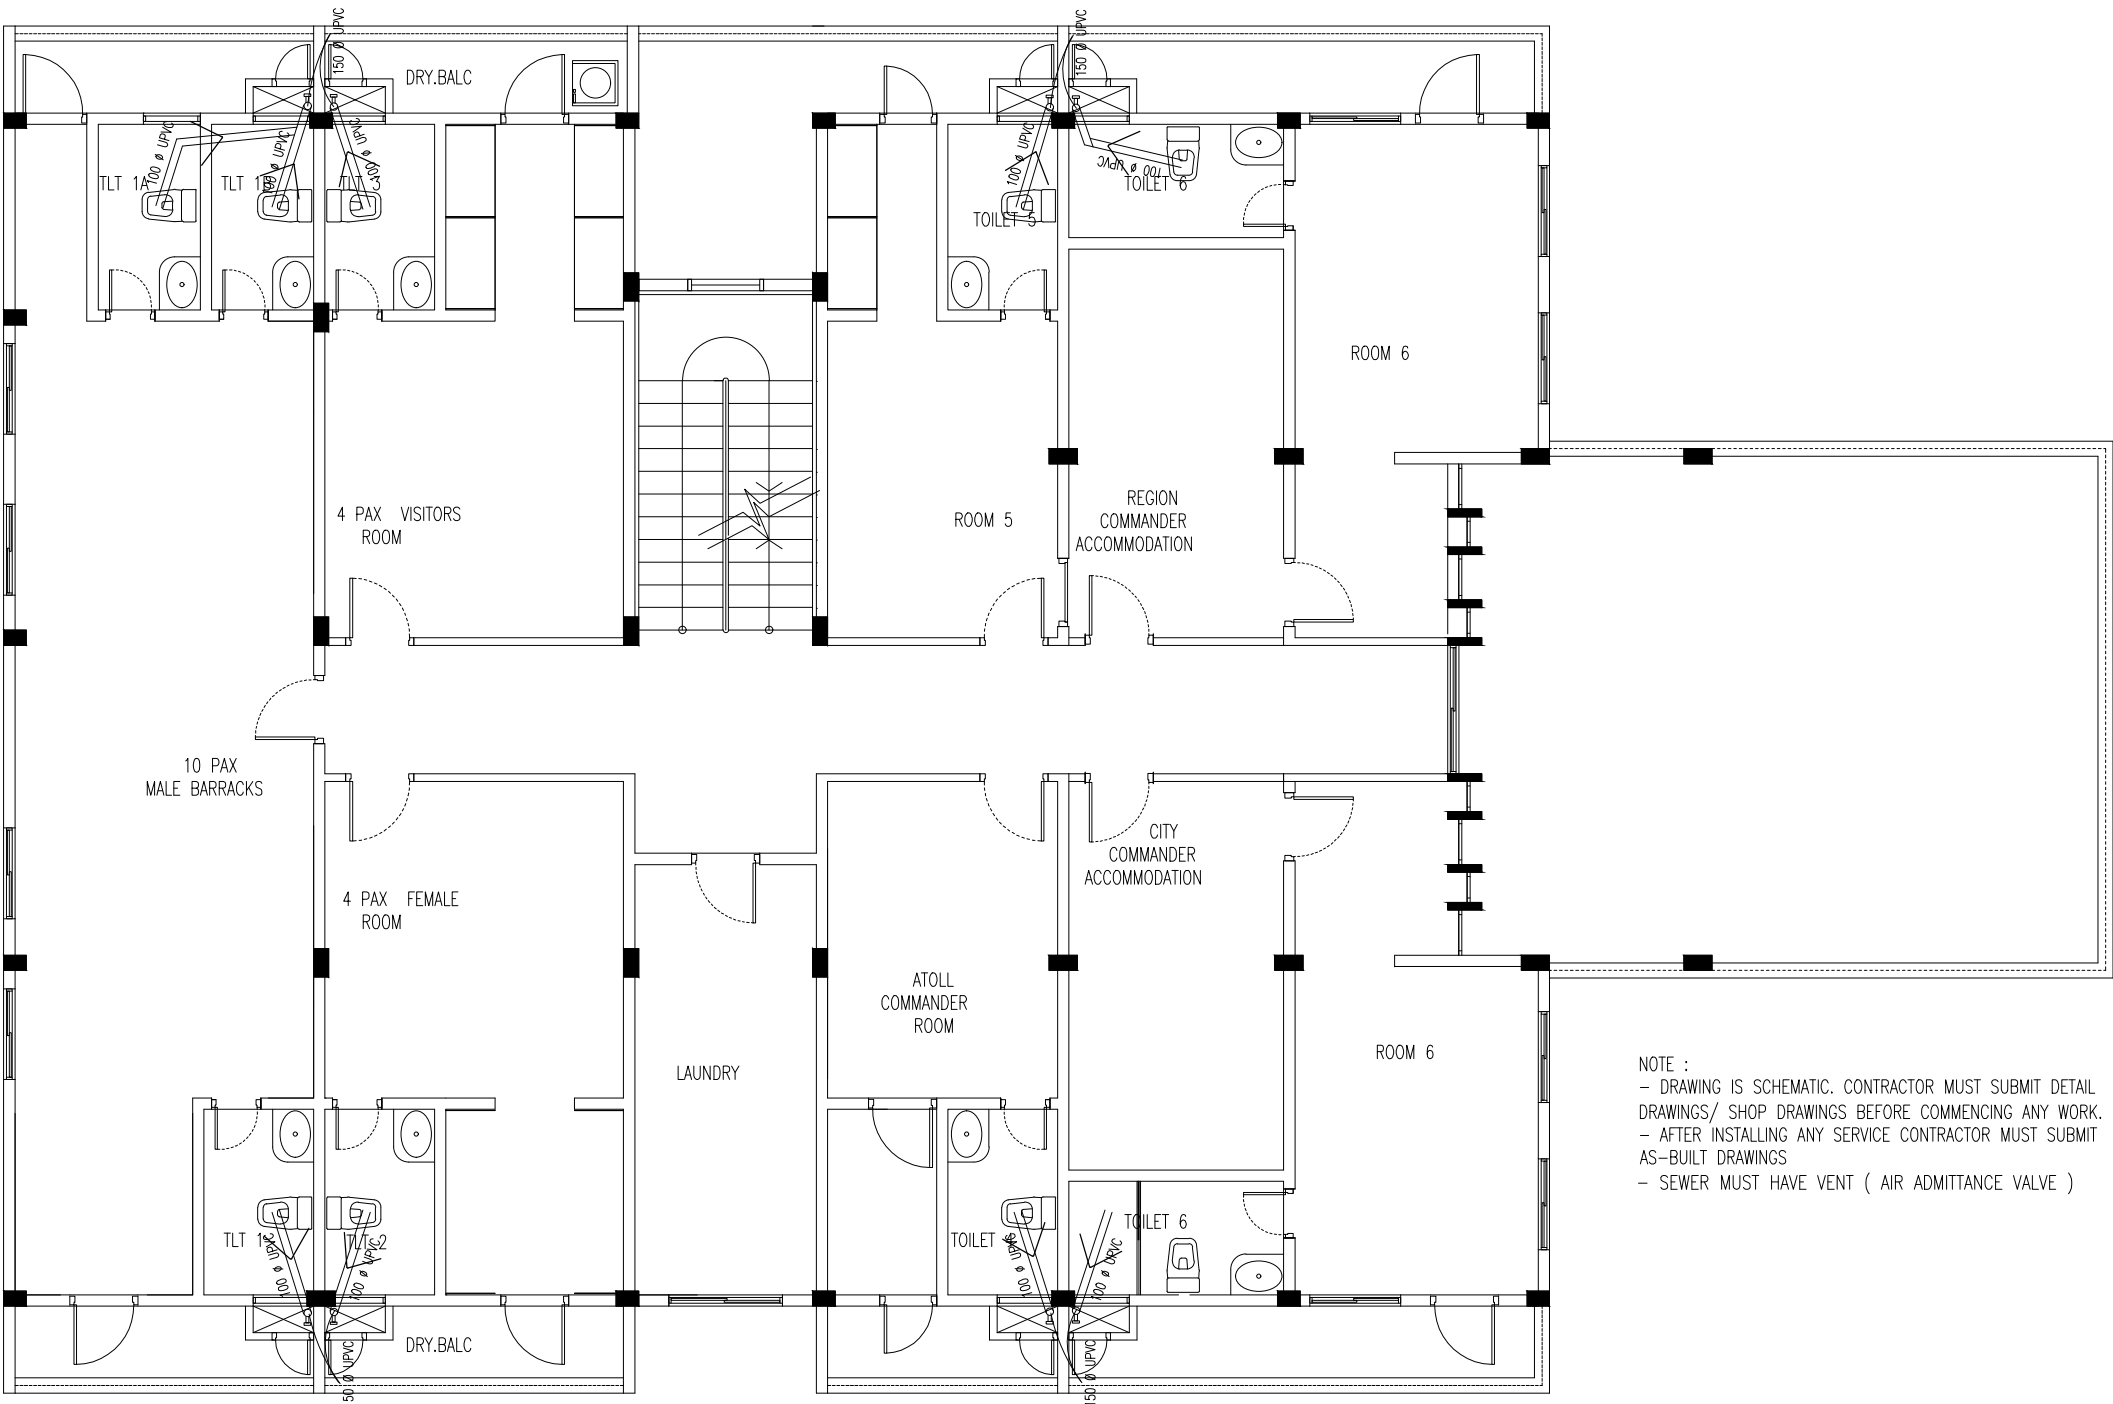 150 Ø UPVC
150 Ø UPVC
DRY.BALC
100 ø UPVC
100 ø UPVC
100 ø UPVC
100 ø UPVC
100 ø UPVC
TLT 1A
TLT
TLT 3
TOILET 5
TOILET 6
ROOM 6
4 PAX VISITORS
ROOM
ROOM 5
REGION
COMMANDER
ACCOMMODATION
10 PAX
MALE BARRACKS
4 PAX FEMALE
ROOM
CITY
COMMANDER
ACCOMMODATION
ATOLL
COMMANDER
ROOM
LAUNDRY
ROOM 6
NOTE :
- DRAWING IS SCHEMATIC. CONTRACTOR MUST SUBMIT DETAIL
DRAWINGS/ SHOP DRAWINGS BEFORE COMMENCING ANY WORK.
- AFTER INSTALLING ANY SERVICE CONTRACTOR MUST SUBMIT
AS-BUILT DRAWINGS
- SEWER MUST HAVE VENT ( AIR ADMITTANCE VALVE )
TLT
TLT 2
TOILET
TOILET 6
100 ø UPVC
100 ø UPVC
100 ø UPVC
100 ø UPVC
DRY.BALC
150 Ø UPVC
150 Ø UPVC